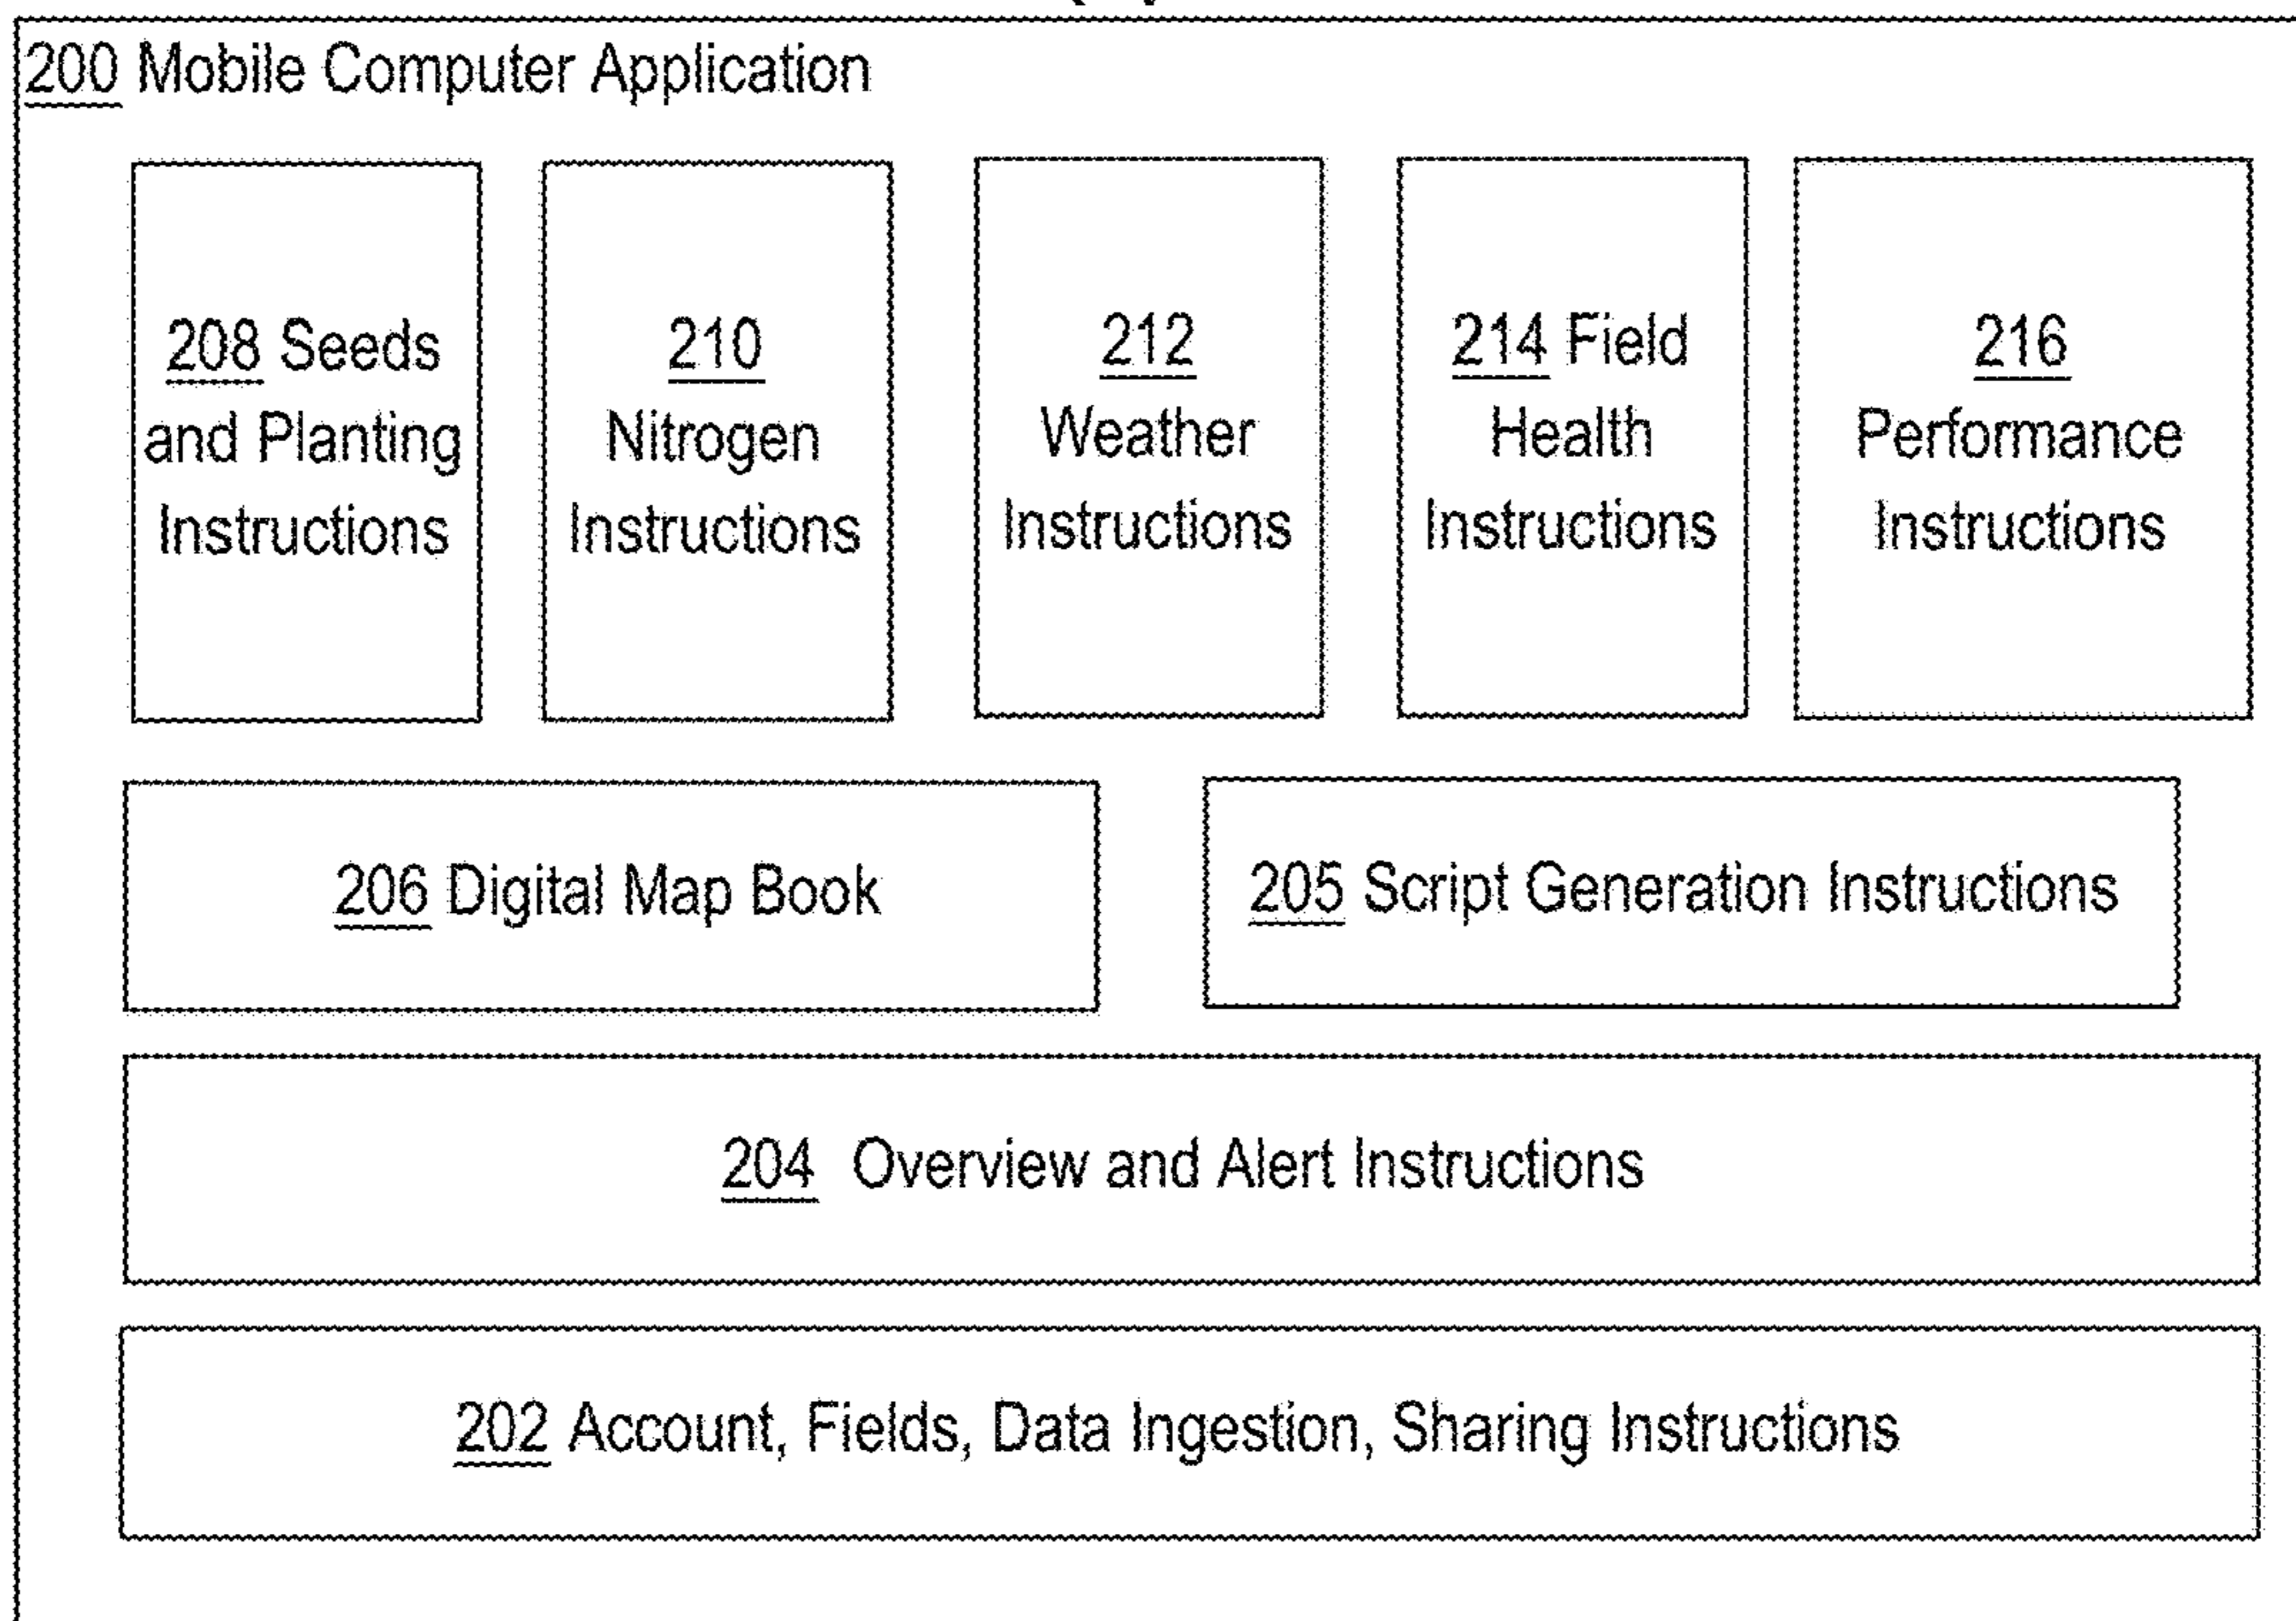 200 Mobile Computer Application
208 Seeds
and Planting
Instructions
210
Nitrogen
Instructions
212
Weather
Instructions
214 Field
Health
Instructions
216
Performance
Instructions
206 Digital Map Book
205 Script Generation Instructions
204 Overview and Alert Instructions
202 Account, Fields, Data Ingestion, Sharing Instructions